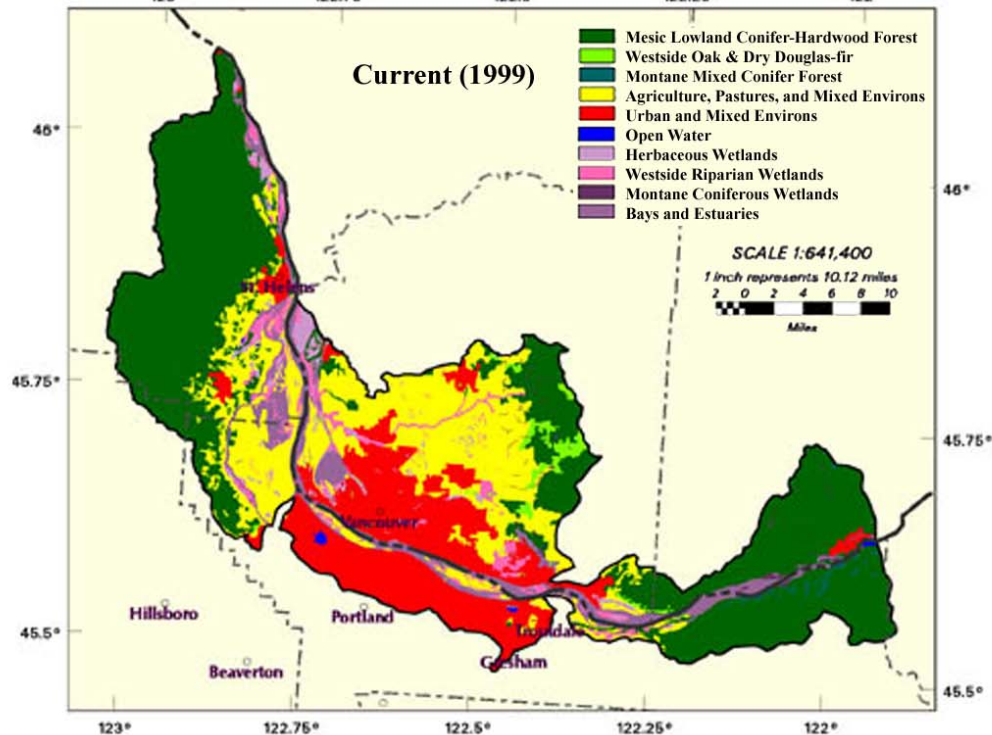 Current (1999)
Mesic Lowland Conifer-Hardwood Forest
Westside Oak & Dry Douglas-fir
Montane Mixed Conifer Forest
Agriculture, Pastures, and Mixed Environs
Urban and Mixed Environs
Open Water
Herbaceous Wetlands
Westside Riparian Wetlands
Montane Coniferous Wetlands
Bays and Estuaries
46°
46°
SCALE 1:641,400
1 inch represents 10.12 miles
2 0 2 4 6 8 10
Miles
St. Helens
45.75°
45.75°
Vancouver
Hillsboro
Portland
45.5°
Troutdale
Gresham
Beaverton
45.5°
123° 122.75° 122.5° 122.25° 122°